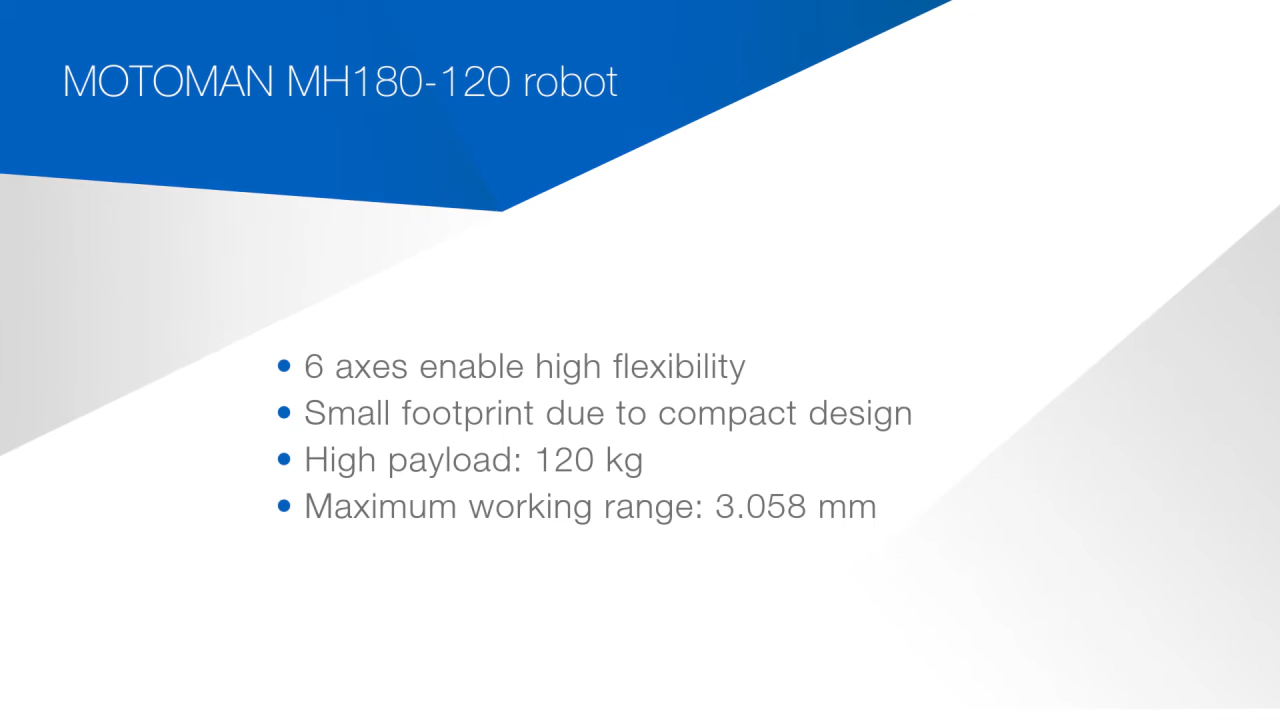 MOTOMAN MH180-120 robot
• 6 axes enable high flexibility
• Small footprint due to compact design
• High payload: 120 kg
• Maximum working range: 3.058 mm